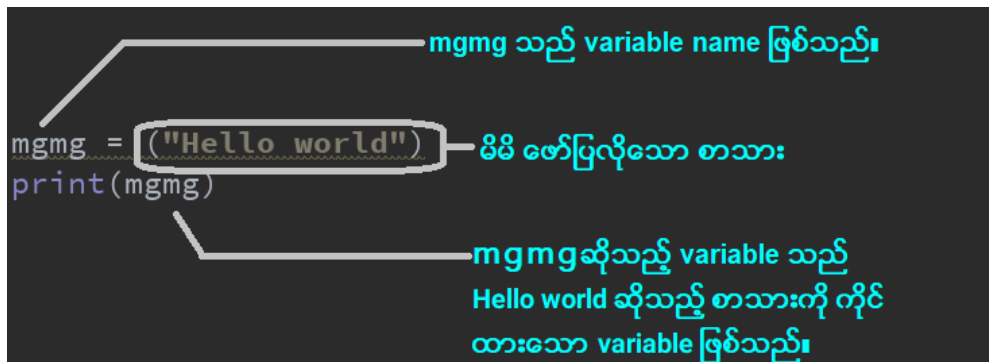 mgmg သည် variable name ဖြစ်သည်။
mgmg = ("Hello world")
မိမိ ဖော်ပြလိုသော စာသား
print(mgmg)
mgmgဆိုသည့် variable သည်
Hello world ဆိုသည့် စာသားကို ကိုင်
ထားသော variable ဖြစ်သည်။